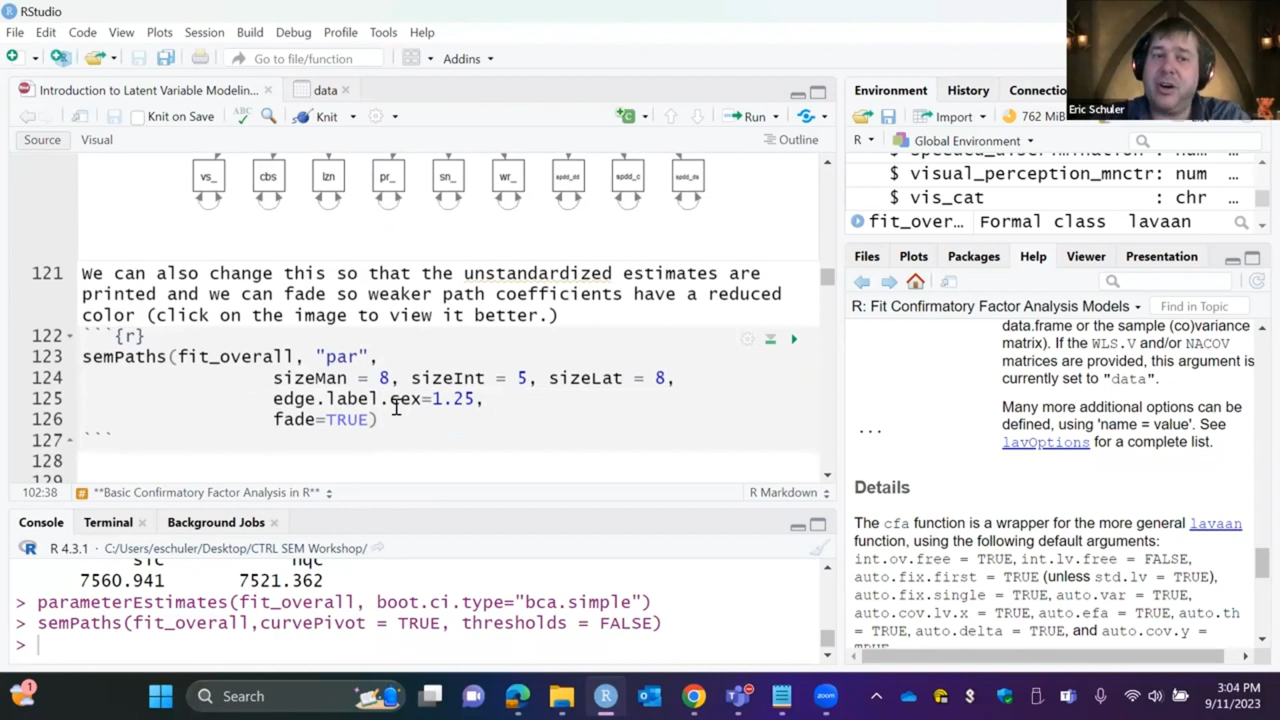 RStudio
File Edit Code View Plots Session Build Debug Profile Tools Help
Go to file/function Addins
Eric Schuler
Introduction to Latent Variable Modelin... data
Knit on Save ABC Knit Run
Source Visual Outline
vs_ cbs lzn pr_ sn_ wr_ spdd_dd spdd_c spdd_ds
121 We can also change this so that the unstandardized estimates are
printed and we can fade so weaker path coefficients have a reduced
color (click on the image to view it better.)
122 ```{r}
123 semPaths(fit_overall, "par",
124 sizeMan = 8, sizeInt = 5, sizeLat = 8,
125 edge.label.cex=1.25,
126 fade=TRUE)
127 ```
128
129
102:38 **Basic Confirmatory Factor Analysis in R** R Markdown
Console Terminal Background Jobs
R 4.3.1 · C:/Users/eschuler/Desktop/CTRL SEM Workshop/
7560.941 7521.362
> parameterEstimates(fit_overall, boot.ci.type="bca.simple")
> semPaths(fit_overall,curvePivot = TRUE, thresholds = FALSE)
>
Environment History Connectio
Import 762 MiB
R Global Environment
$ visual_perception_mnctr: num ...
$ vis_cat : chr ...
fit_over... Formal class lavaan
Files Plots Packages Help Viewer Presentation
R: Fit Confirmatory Factor Analysis Models Find in Topic
data.frame or the sample (co)variance
matrix). If the WLS.V and/or NACOV
matrices are provided, this argument is
currently set to "data".
... Many more additional options can be
defined, using 'name = value'. See
lavOptions for a complete list.
Details
The cfa function is a wrapper for the more general lavaan
function, using the following default arguments:
int.ov.free = TRUE, int.lv.free = FALSE,
auto.fix.first = TRUE (unless std.lv = TRUE),
auto.fix.single = TRUE, auto.var = TRUE,
auto.cov.lv.x = TRUE, auto.efa = TRUE, auto.th
= TRUE, auto.delta = TRUE, and auto.cov.y =
1 Search zoom
3:04 PM
9/11/2023